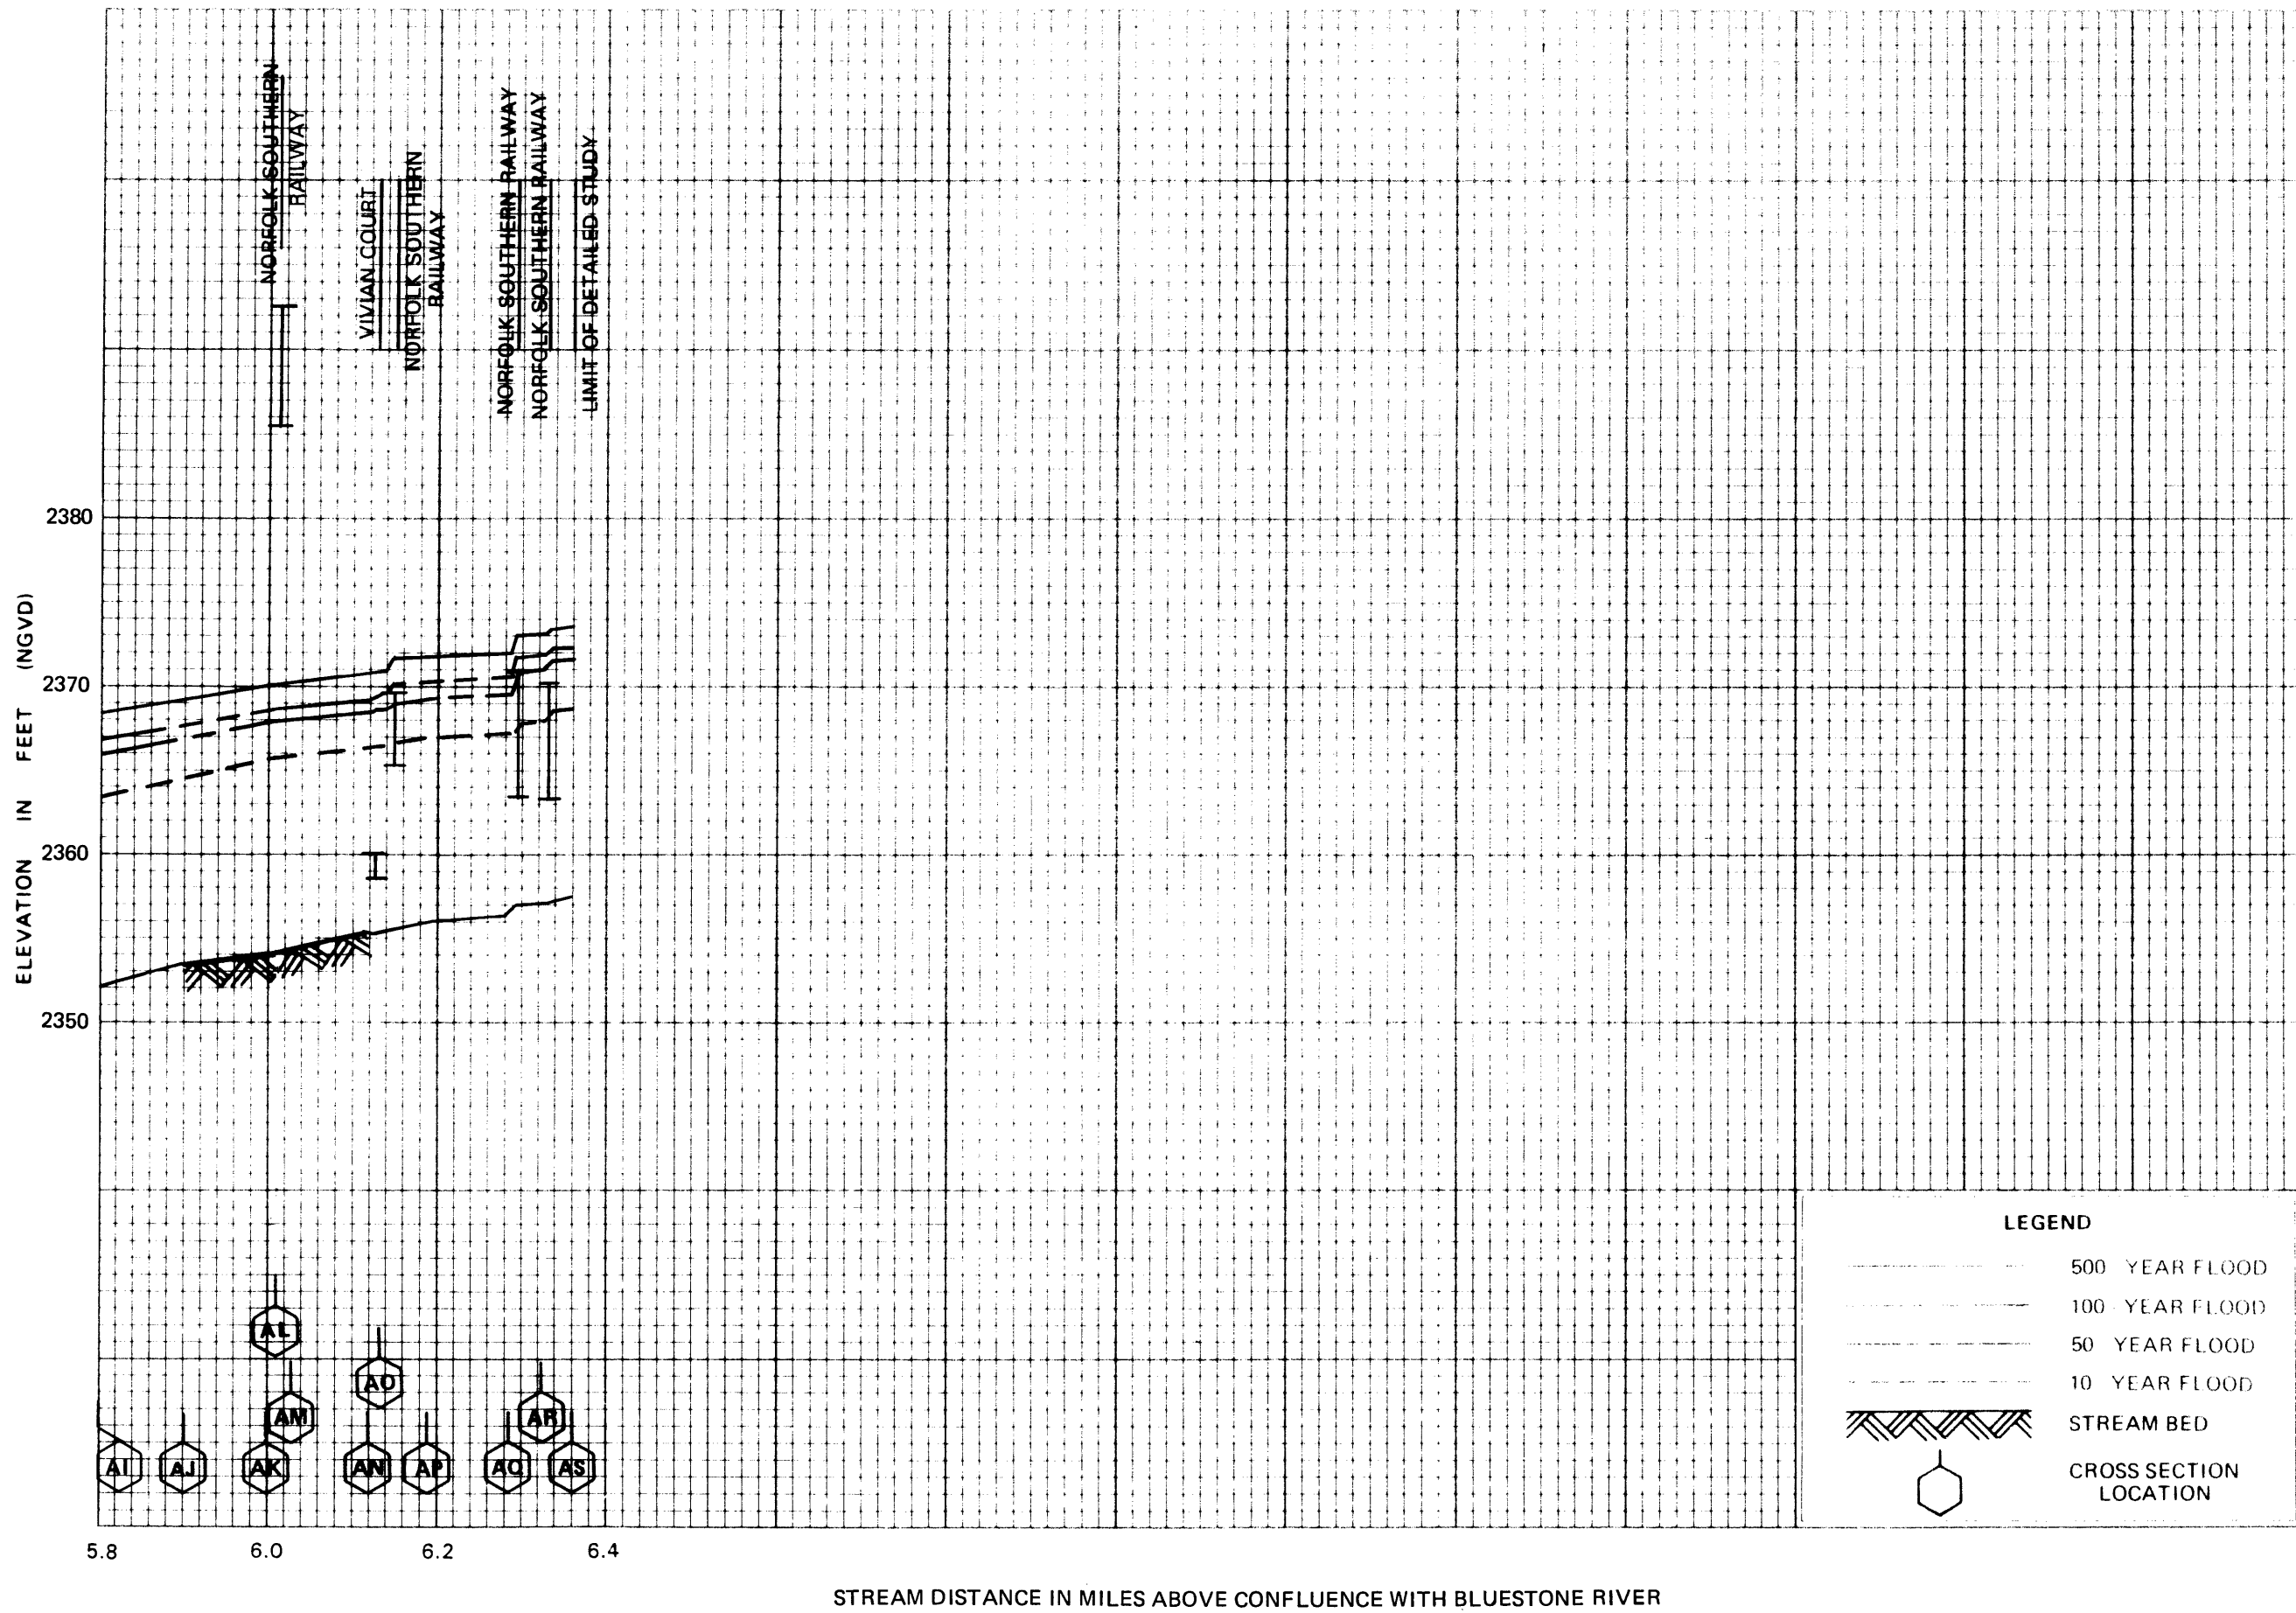 NORFOLK SOUTHERN
RAILWAY
VIVIAN COURT
NORFOLK SOUTHERN
RAILWAY
NORFOLK SOUTHERN RAILWAY
NORFOLK SOUTHERN RAILWAY
LIMIT OF DETAILED STUDY
ELEVATION IN FEET (NGVD)
2380
2370
2360
2350
AL
AO
AM
AR
AI
AJ
AK
AN
AP
AQ
AS
5.8
6.0
6.2
6.4
STREAM DISTANCE IN MILES ABOVE CONFLUENCE WITH BLUESTONE RIVER
LEGEND
500 YEAR FLOOD
100 YEAR FLOOD
50 YEAR FLOOD
10 YEAR FLOOD
STREAM BED
CROSS SECTION
LOCATION